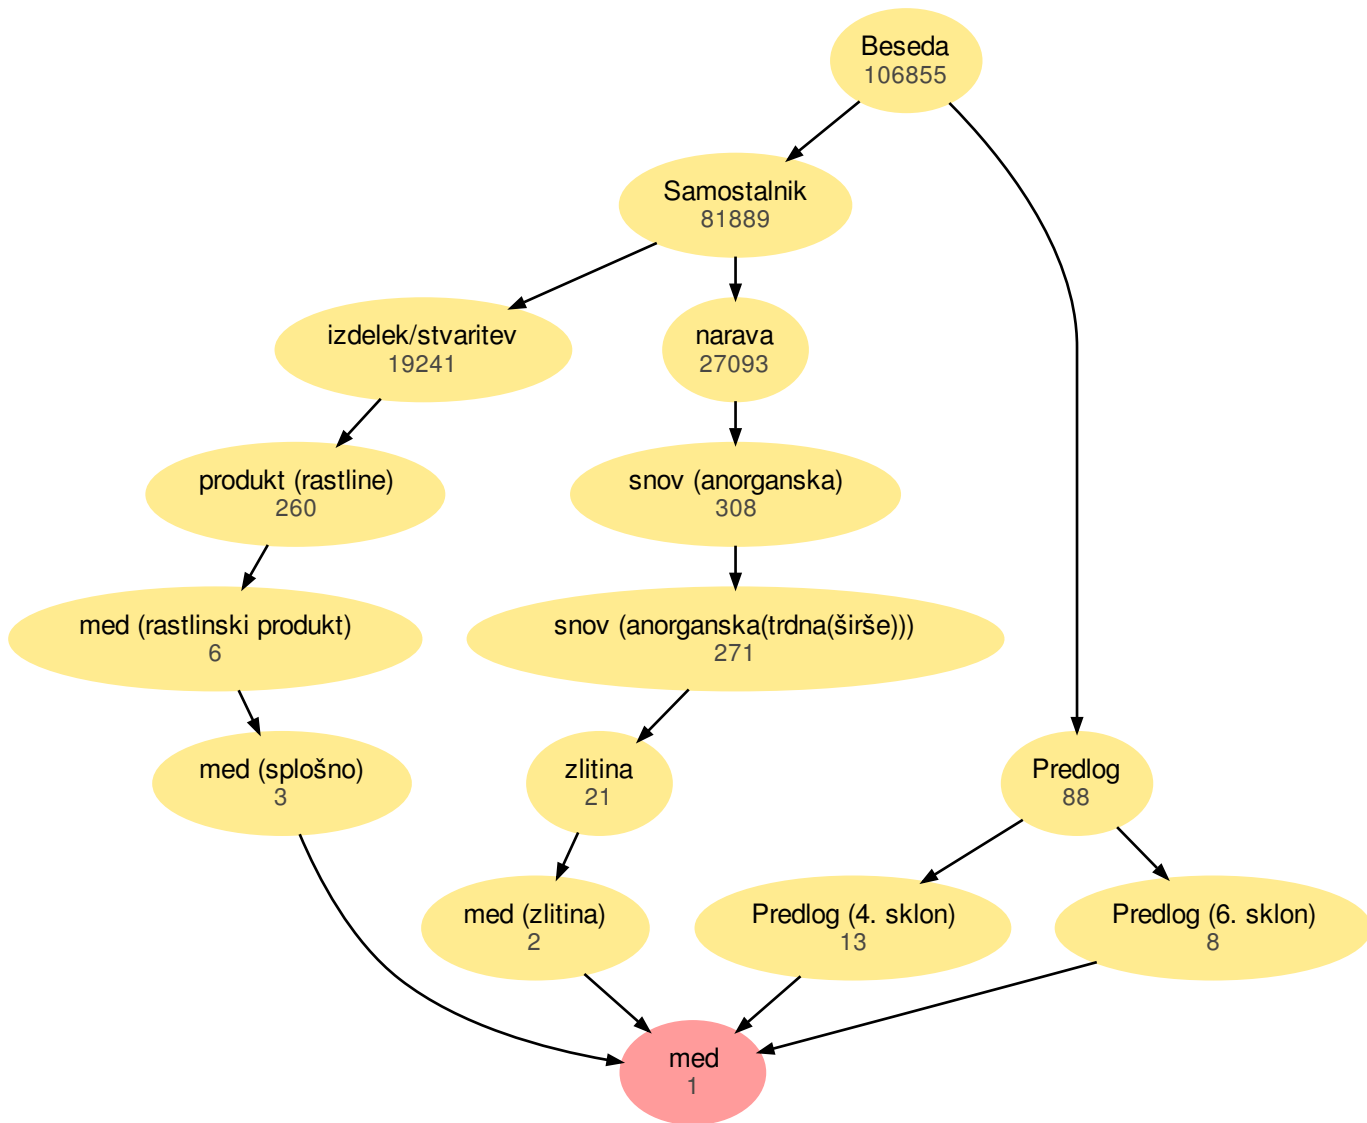 Beseda
106855
Samostalnik
81889
izdelek/stvaritev
19241
narava
27093
produkt (rastline)
260
snov (anorganska)
308
med (rastlinski produkt)
6
snov (anorganska(trdna(širše)))
271
med (splošno)
3
zlitina
21
Predlog
88
med (zlitina)
2
Predlog (4. sklon)
13
Predlog (6. sklon)
8
med
1